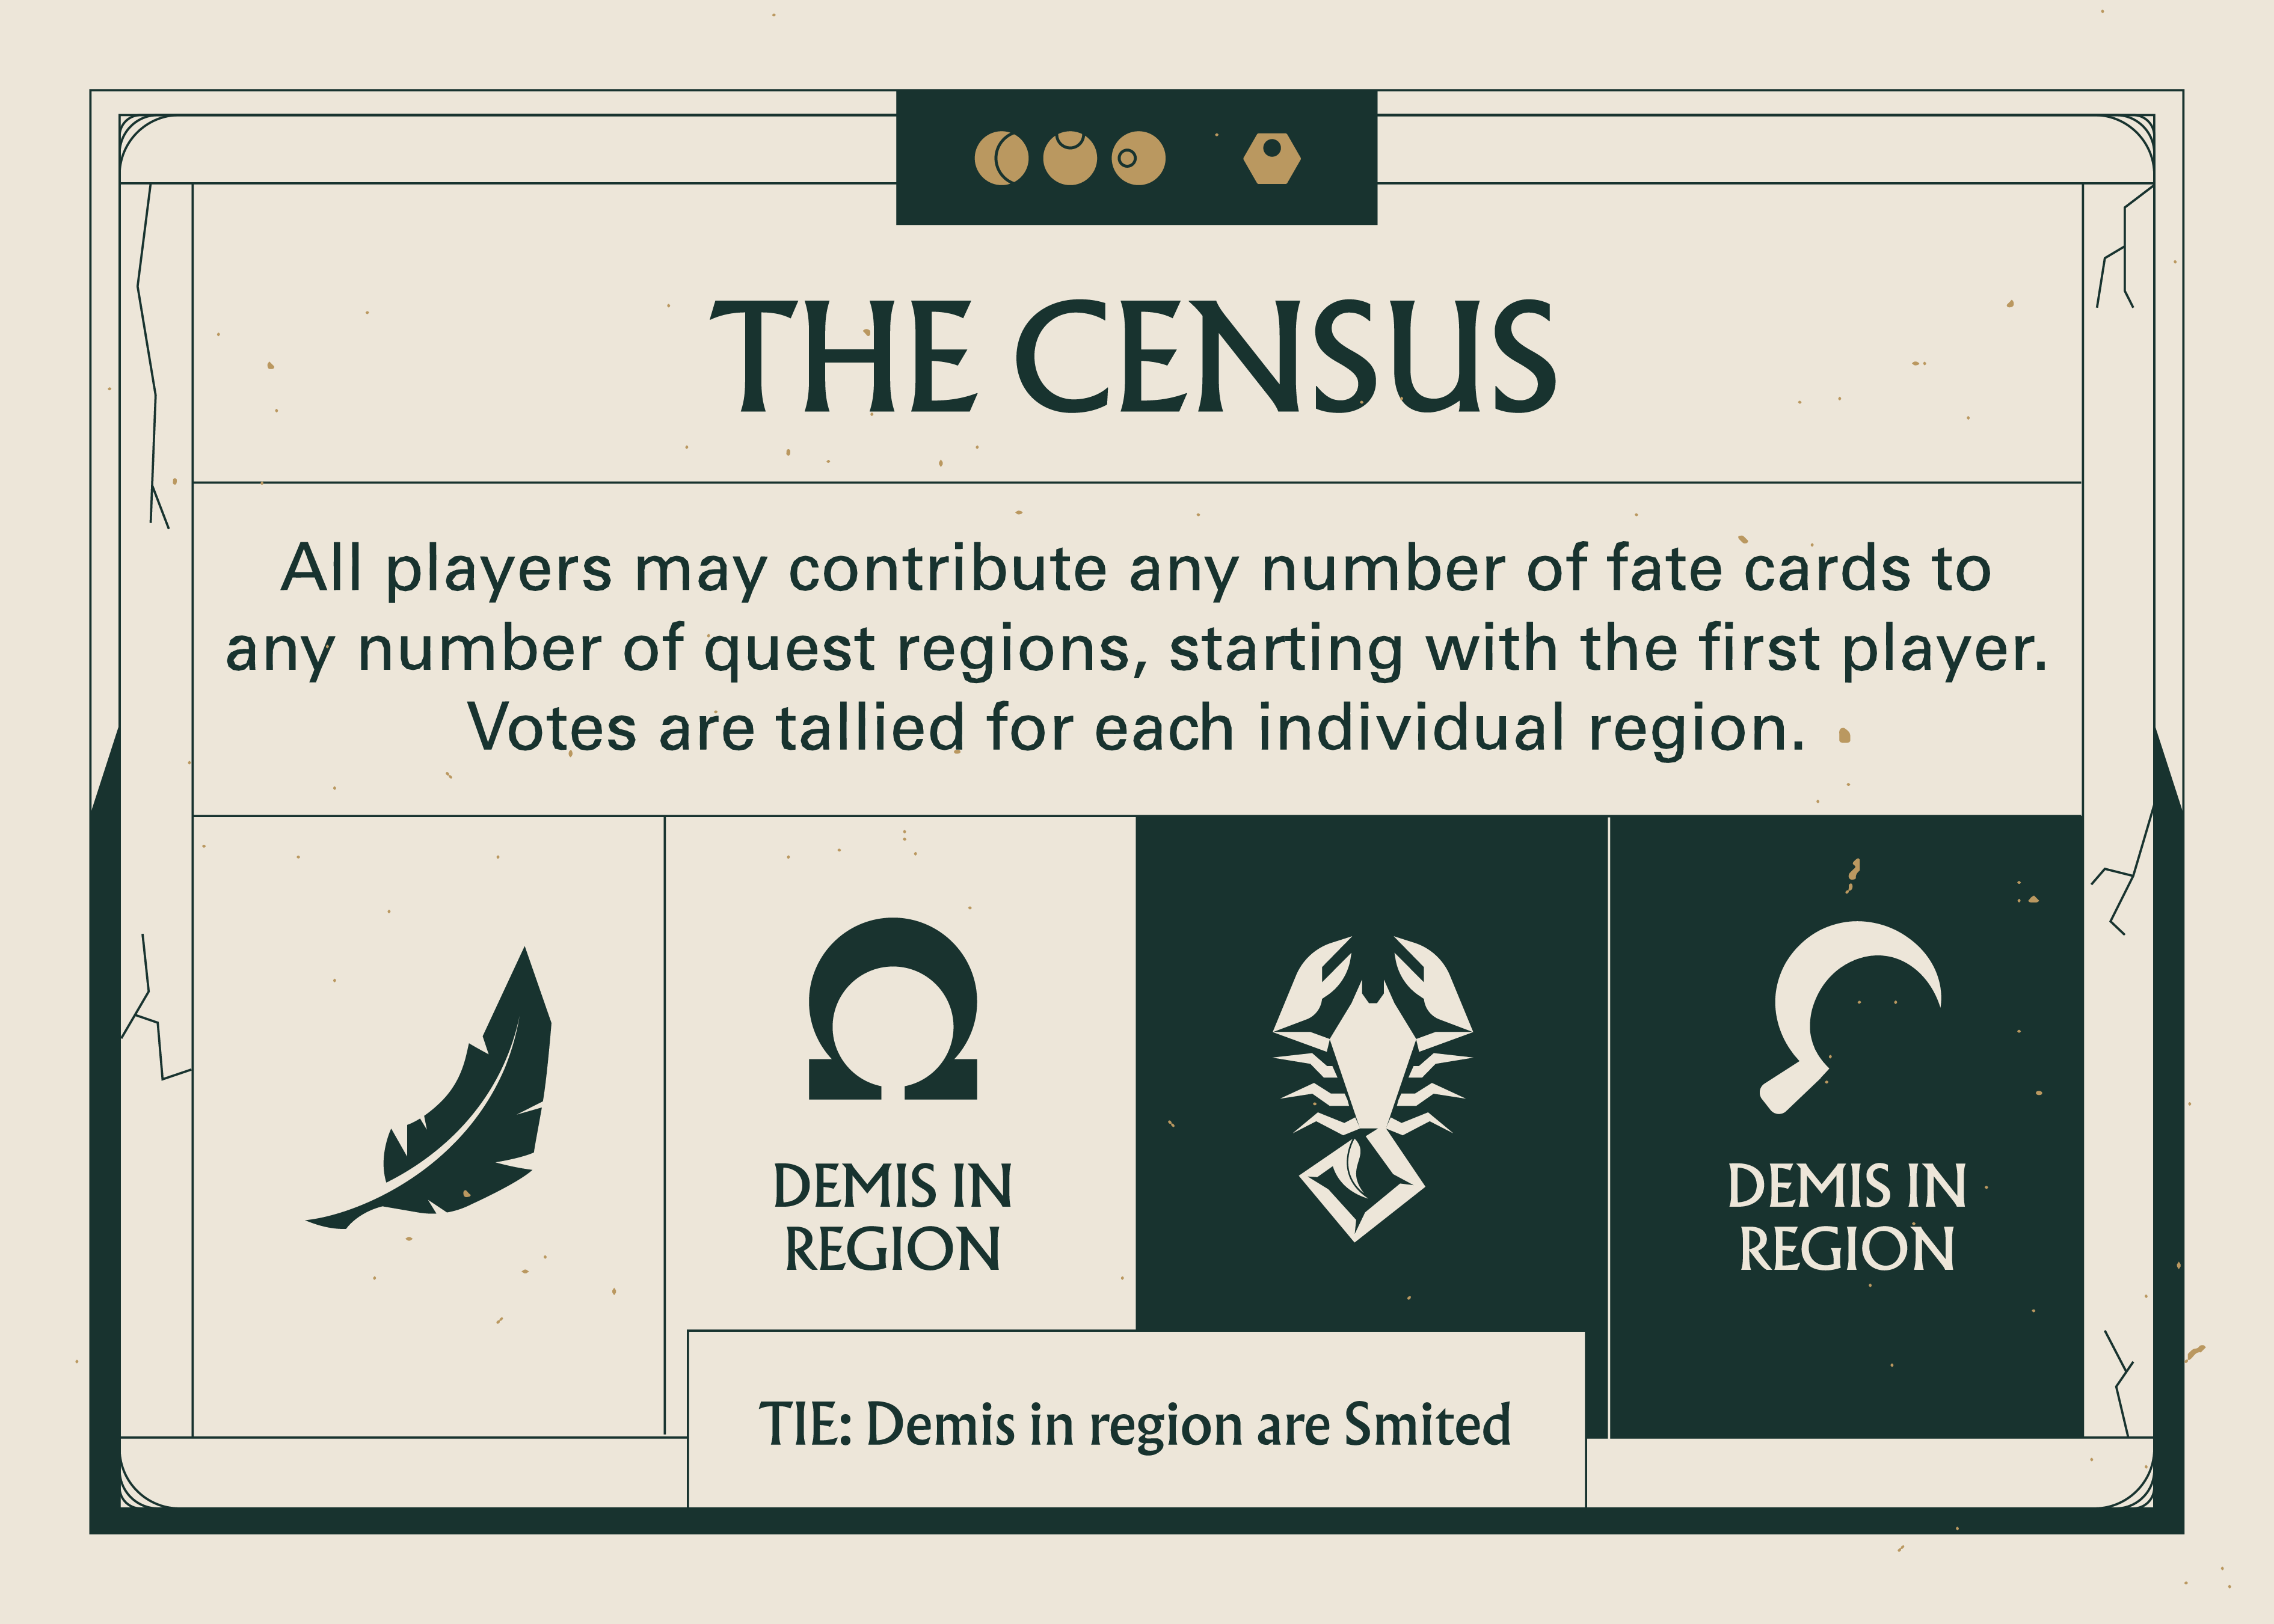 THE CENSUS
All players may contribute any number of fate cards to
any number of quest regions, starting with the first player.
Votes are tallied for each individual region.
DEMIS IN
REGION
DEMIS IN
REGION
TIE: Demis in region are Smited